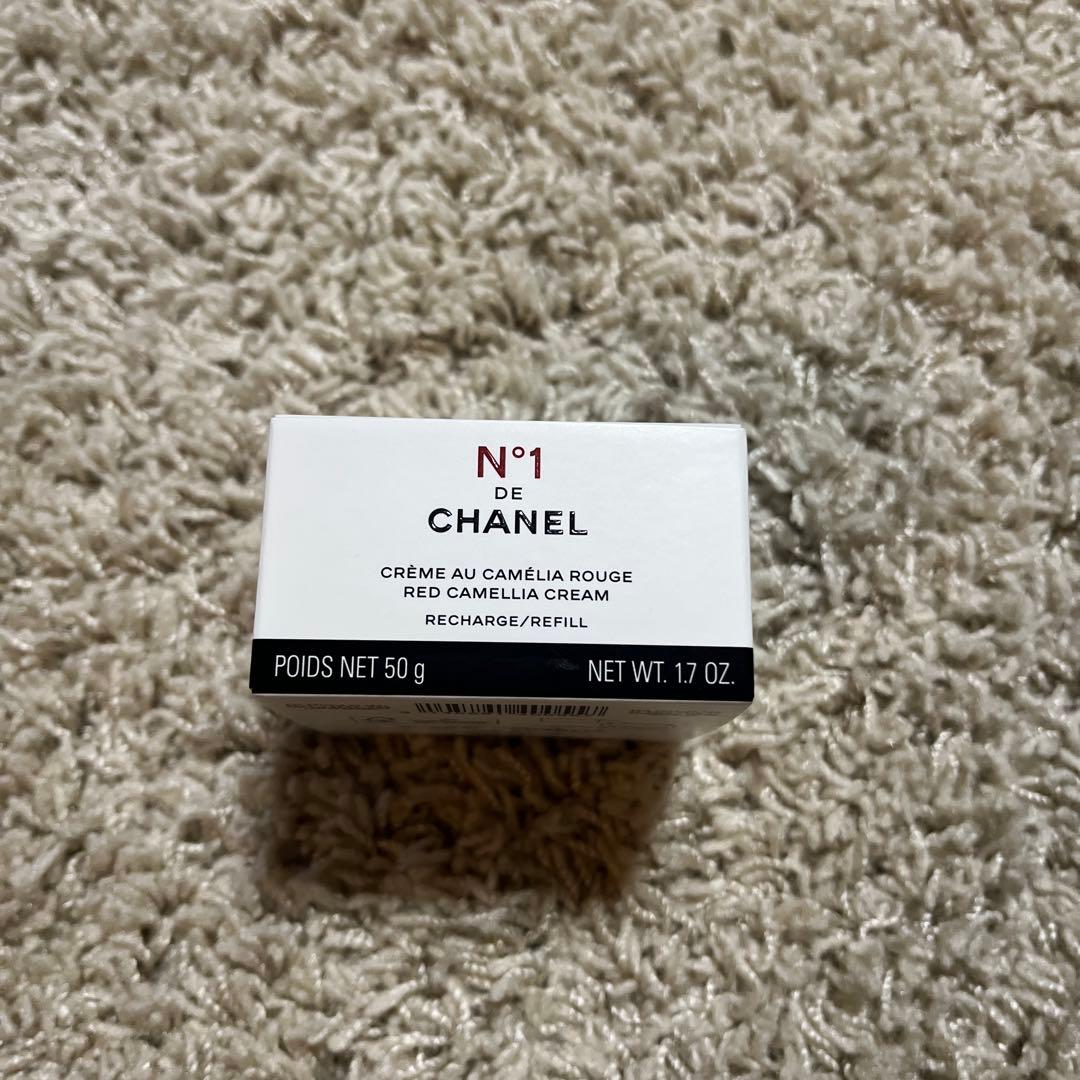 N°1
DE
CHANEL
CRÈME AU CAMÉLIA ROUGE
RED CAMELLIA CREAM
RECHARGE/REFILL
POIDS NET 50 g NET WT. 1.7 OZ.